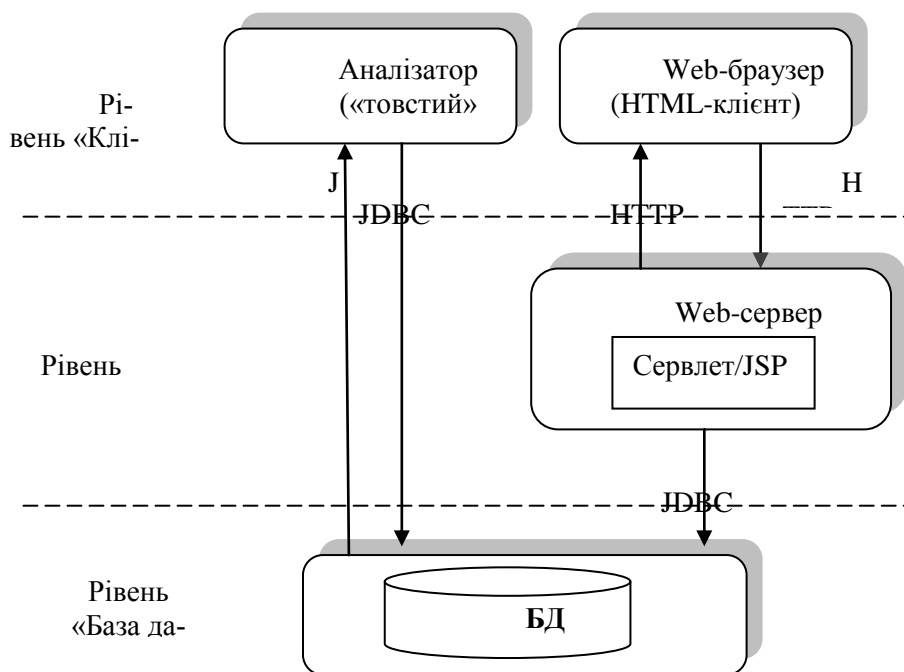 Аналізатор
(«товстий»
Web-браузер
(HTML-клієнт)
Рі-
вень «Клі-
J
JDBC
HTTP
H
Web-сервер
Рівень
Сервлет/JSP
JDBC
Рівень
«База да-
БД